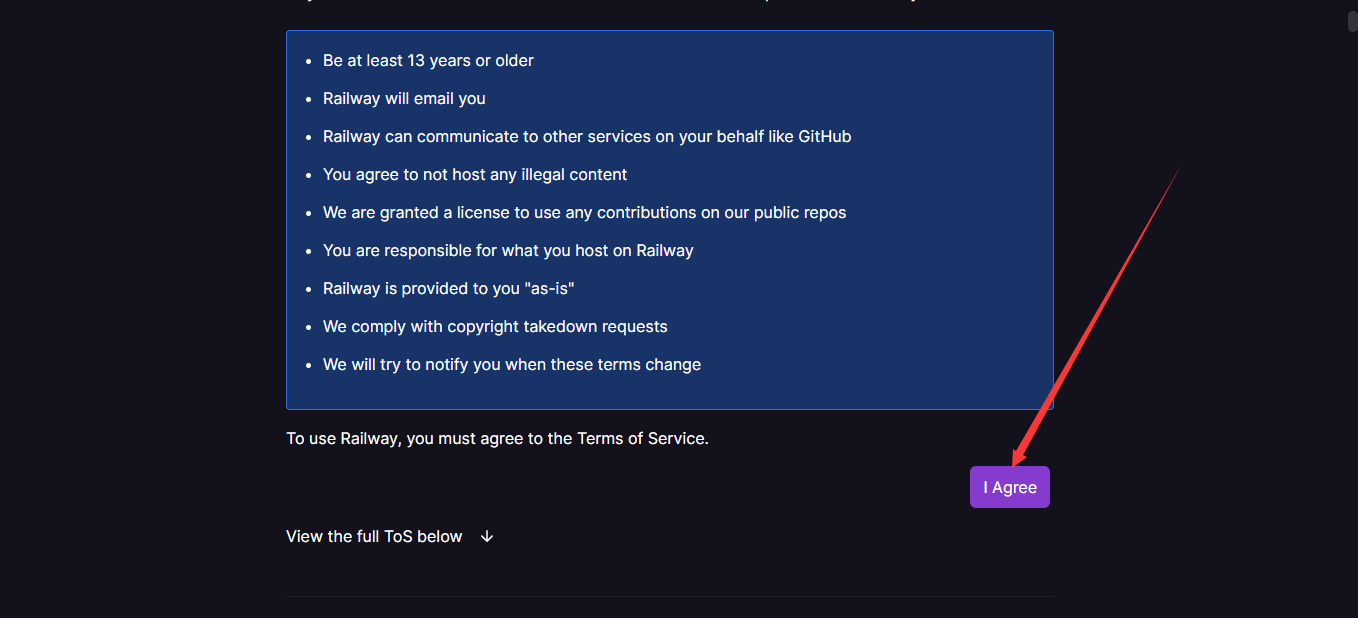 Be at least 13 years or older
Railway will email you
Railway can communicate to other services on your behalf like GitHub
You agree to not host any illegal content
We are granted a license to use any contributions on our public repos
You are responsible for what you host on Railway
Railway is provided to you "as-is"
We comply with copyright takedown requests
We will try to notify you when these terms change
To use Railway, you must agree to the Terms of Service.
I Agree
View the full ToS below